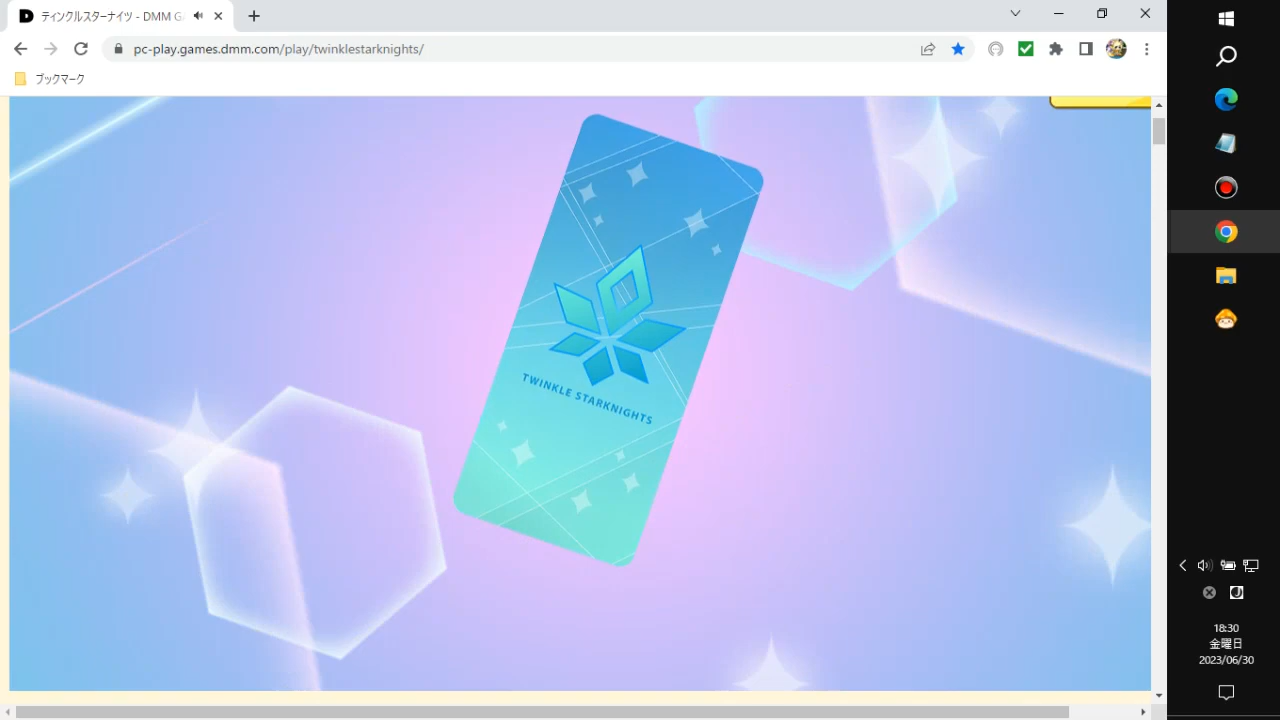 ティンクルスターナイツ - DMM GA
pc-play.games.dmm.com/play/twinklestarknights/
ブックマーク
TWINKLE STARKNIGHTS
18:30
金曜日
2023/06/30